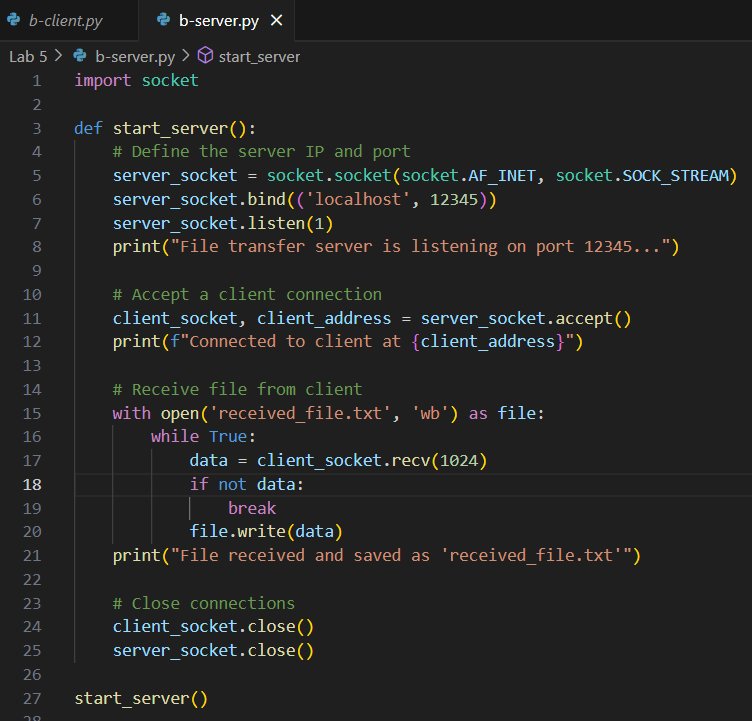 b-client.py b-server.py ×
Lab 5 > b-server.py > start_server
1 import socket
2
3 def start_server():
4     # Define the server IP and port
5     server_socket = socket.socket(socket.AF_INET, socket.SOCK_STREAM)
6     server_socket.bind(('localhost', 12345))
7     server_socket.listen(1)
8     print("File transfer server is listening on port 12345...")
9
10     # Accept a client connection
11     client_socket, client_address = server_socket.accept()
12     print(f"Connected to client at {client_address}")
13
14     # Receive file from client
15     with open('received_file.txt', 'wb') as file:
16         while True:
17             data = client_socket.recv(1024)
18             if not data:
19                 break
20             file.write(data)
21     print("File received and saved as 'received_file.txt'")
22
23     # Close connections
24     client_socket.close()
25     server_socket.close()
26
27 start_server()
28